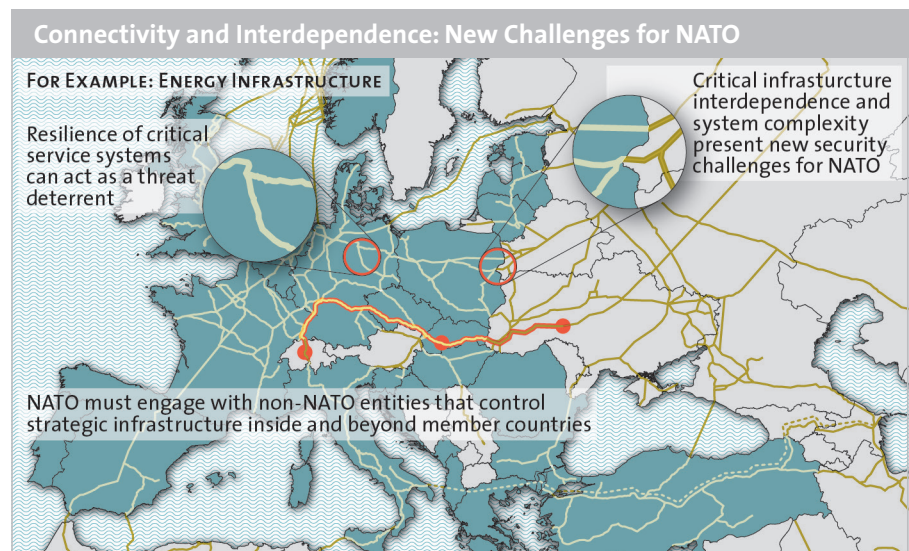 Connectivity and Interdependence: New Challenges for NATO
For Example: Energy Infrastructure
Resilience of critical
service systems
can act as a threat
deterrent
Critical infrasturcture
interdependence and
system complexity
present new security
challenges for NATO
NATO must engage with non-NATO entities that control
strategic infrastructure inside and beyond member countries